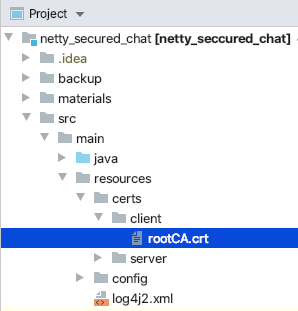 Project
netty_secured_chat [netty_seccured_chat]
.idea
backup
materials
src
main
java
resources
certs
client
rootCA.crt
server
config
log4j2.xml